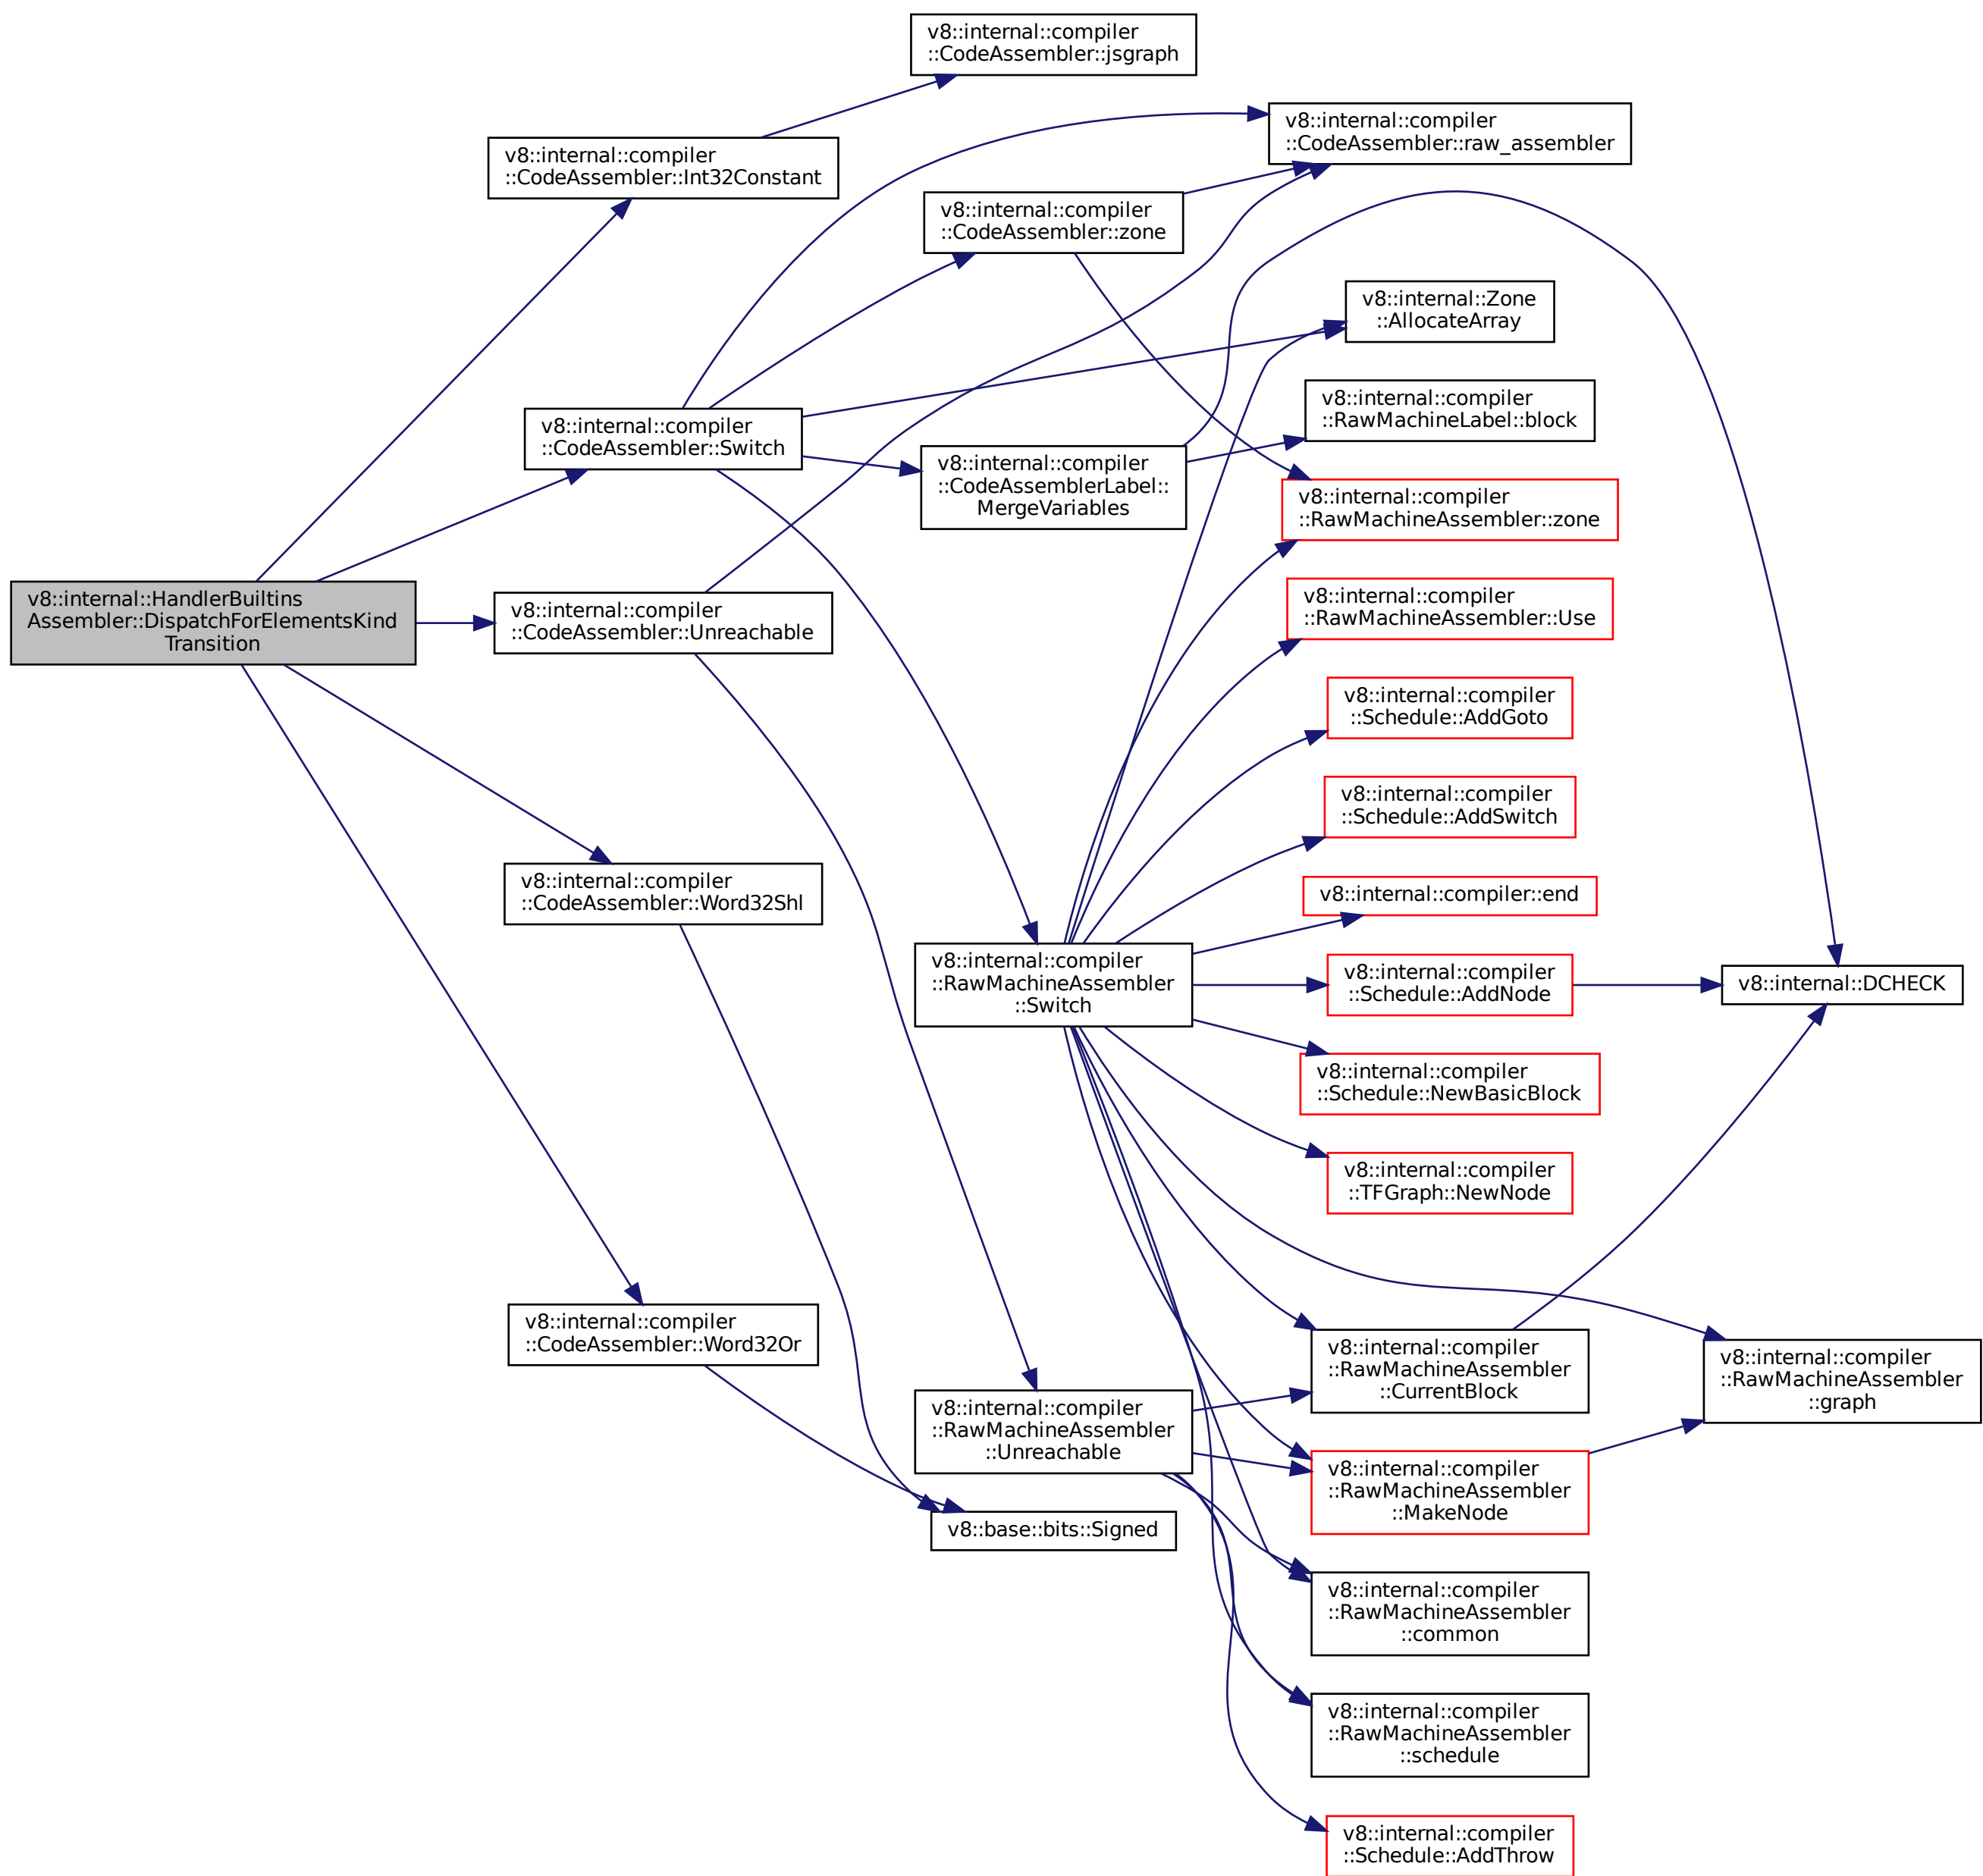 v8::internal::HandlerBuiltins
Assembler::DispatchForElementsKind
Transition
v8::internal::compiler
::CodeAssembler::Int32Constant
v8::internal::compiler
::CodeAssembler::Switch
v8::internal::compiler
::CodeAssembler::Unreachable
v8::internal::compiler
::CodeAssembler::Word32Shl
v8::internal::compiler
::CodeAssembler::Word32Or
v8::internal::compiler
::CodeAssembler::jsgraph
v8::internal::compiler
::CodeAssembler::zone
v8::internal::compiler
::CodeAssemblerLabel::
MergeVariables
v8::internal::compiler
::RawMachineAssembler
::Switch
v8::internal::compiler
::RawMachineAssembler
::Unreachable
v8::base::bits::Signed
v8::internal::compiler
::CodeAssembler::raw_assembler
v8::internal::Zone
::AllocateArray
v8::internal::compiler
::RawMachineLabel::block
v8::internal::compiler
::RawMachineAssembler::zone
v8::internal::compiler
::RawMachineAssembler::Use
v8::internal::compiler
::Schedule::AddGoto
v8::internal::compiler
::Schedule::AddSwitch
v8::internal::compiler::end
v8::internal::compiler
::Schedule::AddNode
v8::internal::compiler
::Schedule::NewBasicBlock
v8::internal::compiler
::TFGraph::NewNode
v8::internal::compiler
::RawMachineAssembler
::CurrentBlock
v8::internal::compiler
::RawMachineAssembler
::MakeNode
v8::internal::compiler
::RawMachineAssembler
::common
v8::internal::compiler
::RawMachineAssembler
::schedule
v8::internal::compiler
::Schedule::AddThrow
v8::internal::DCHECK
v8::internal::compiler
::RawMachineAssembler
::graph